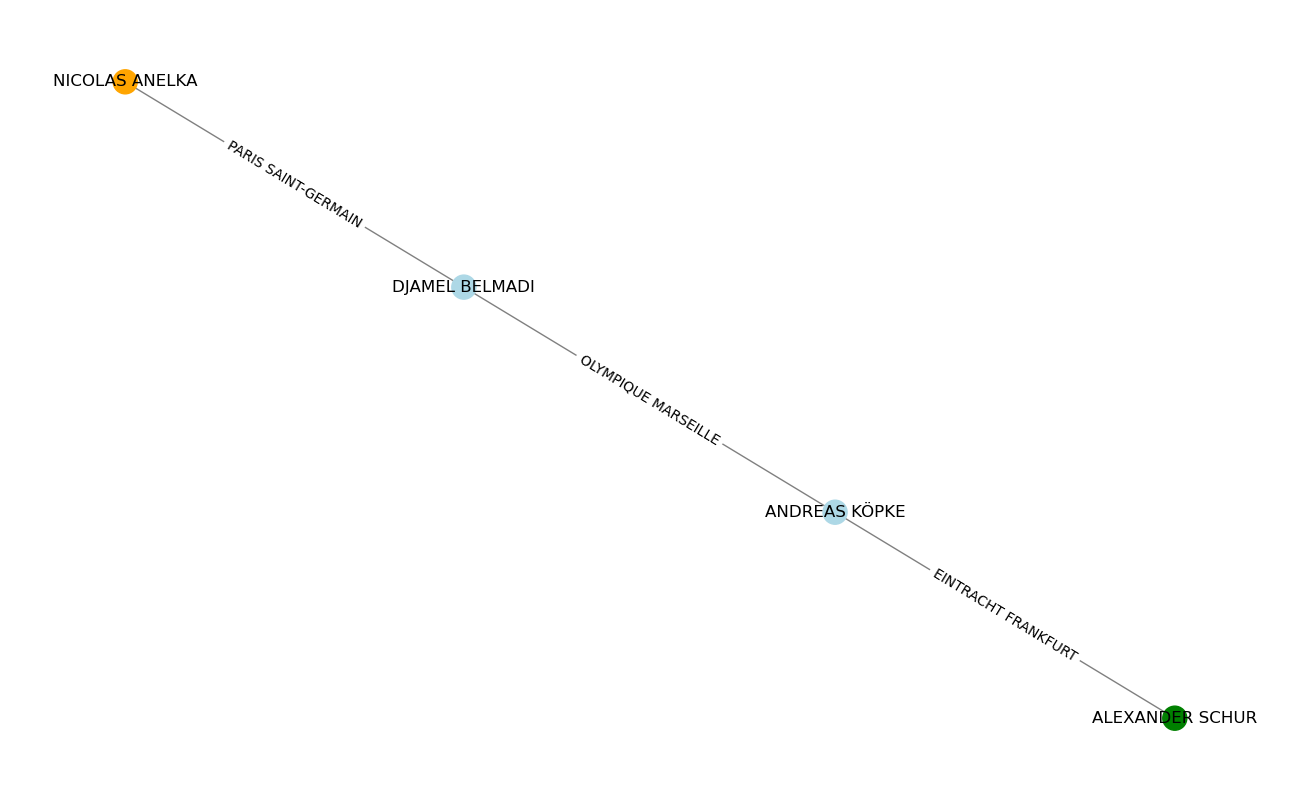 NICOLAS ANELKA
PARIS SAINT-GERMAIN
DJAMEL BELMADI
OLYMPIQUE MARSEILLE
ANDREAS KÖPKE
EINTRACHT FRANKFURT
ALEXANDER SCHUR